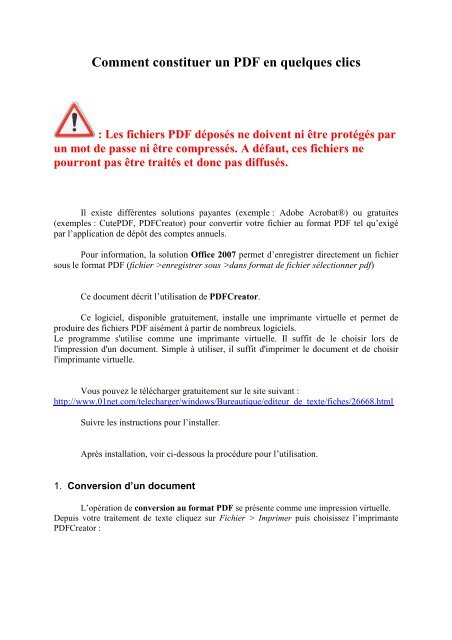 Comment constituer un PDF en quelques clics
: Les fichiers PDF déposés ne doivent ni être protégés par
un mot de passe ni être compressés. A défaut, ces fichiers ne
pourront pas être traités et donc pas diffusés.
Il existe différentes solutions payantes (exemple : Adobe Acrobat®) ou gratuites
(exemples : CutePDF, PDFCreator) pour convertir votre fichier au format PDF tel qu'exigé
par l'application de dépôt des comptes annuels.
Pour information, la solution Office 2007 permet d'enregistrer directement un fichier
sous le format PDF (fichier >enregistrer sous >dans format de fichier sélectionner pdf)
Ce document décrit l'utilisation de PDFCreator.
Ce logiciel, disponible gratuitement, installe une imprimante virtuelle et permet de
produire des fichiers PDF aisément à partir de nombreux logiciels.
Le programme s'utilise comme une imprimante virtuelle. Il suffit de le choisir lors de
l'impression d'un document. Simple à utiliser, il suffit d'imprimer le document et de choisir
l'imprimante virtuelle.
Vous pouvez le télécharger gratuitement sur le site suivant :
http://www.01net.com/telecharger/windows/Bureautique/editeur_de_texte/fiches/26668.html
Suivre les instructions pour l'installer.
Après installation, voir ci-dessous la procédure pour l'utilisation.
1. Conversion d'un document
L'opération de conversion au format PDF se présente comme une impression virtuelle.
Depuis votre traitement de texte cliquez sur Fichier > Imprimer puis choisissez l'imprimante
PDFCreator :